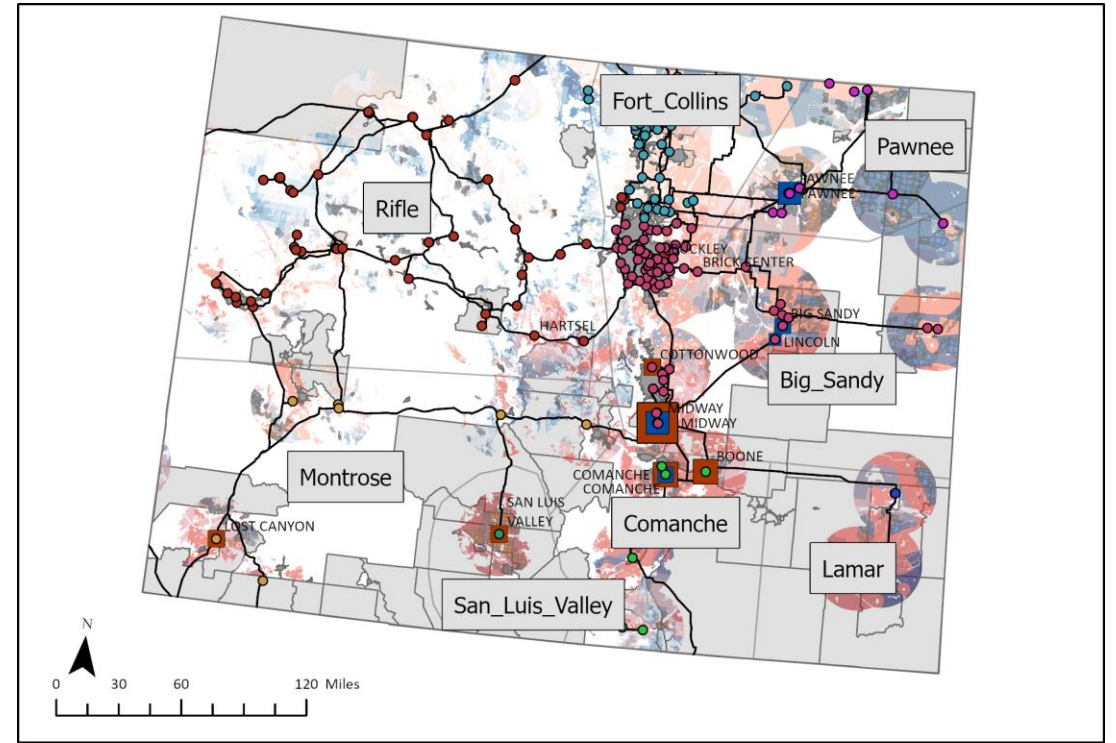 Fort_Collins
Pawnee
PAWNEE
PAWNEE
Rifle
BRICK CENTER
HARTSEL
BIG SANDY
LINCOLN
COTTONWOOD
Big_Sandy
MIDWAY
MIDWAY
BOONE
Montrose
COMANCHE
COMANCHE
SAN LUIS
VALLEY
Comanche
LOST CANYON
Lamar
San_Luis_Valley
N
0 30 60 120 Miles